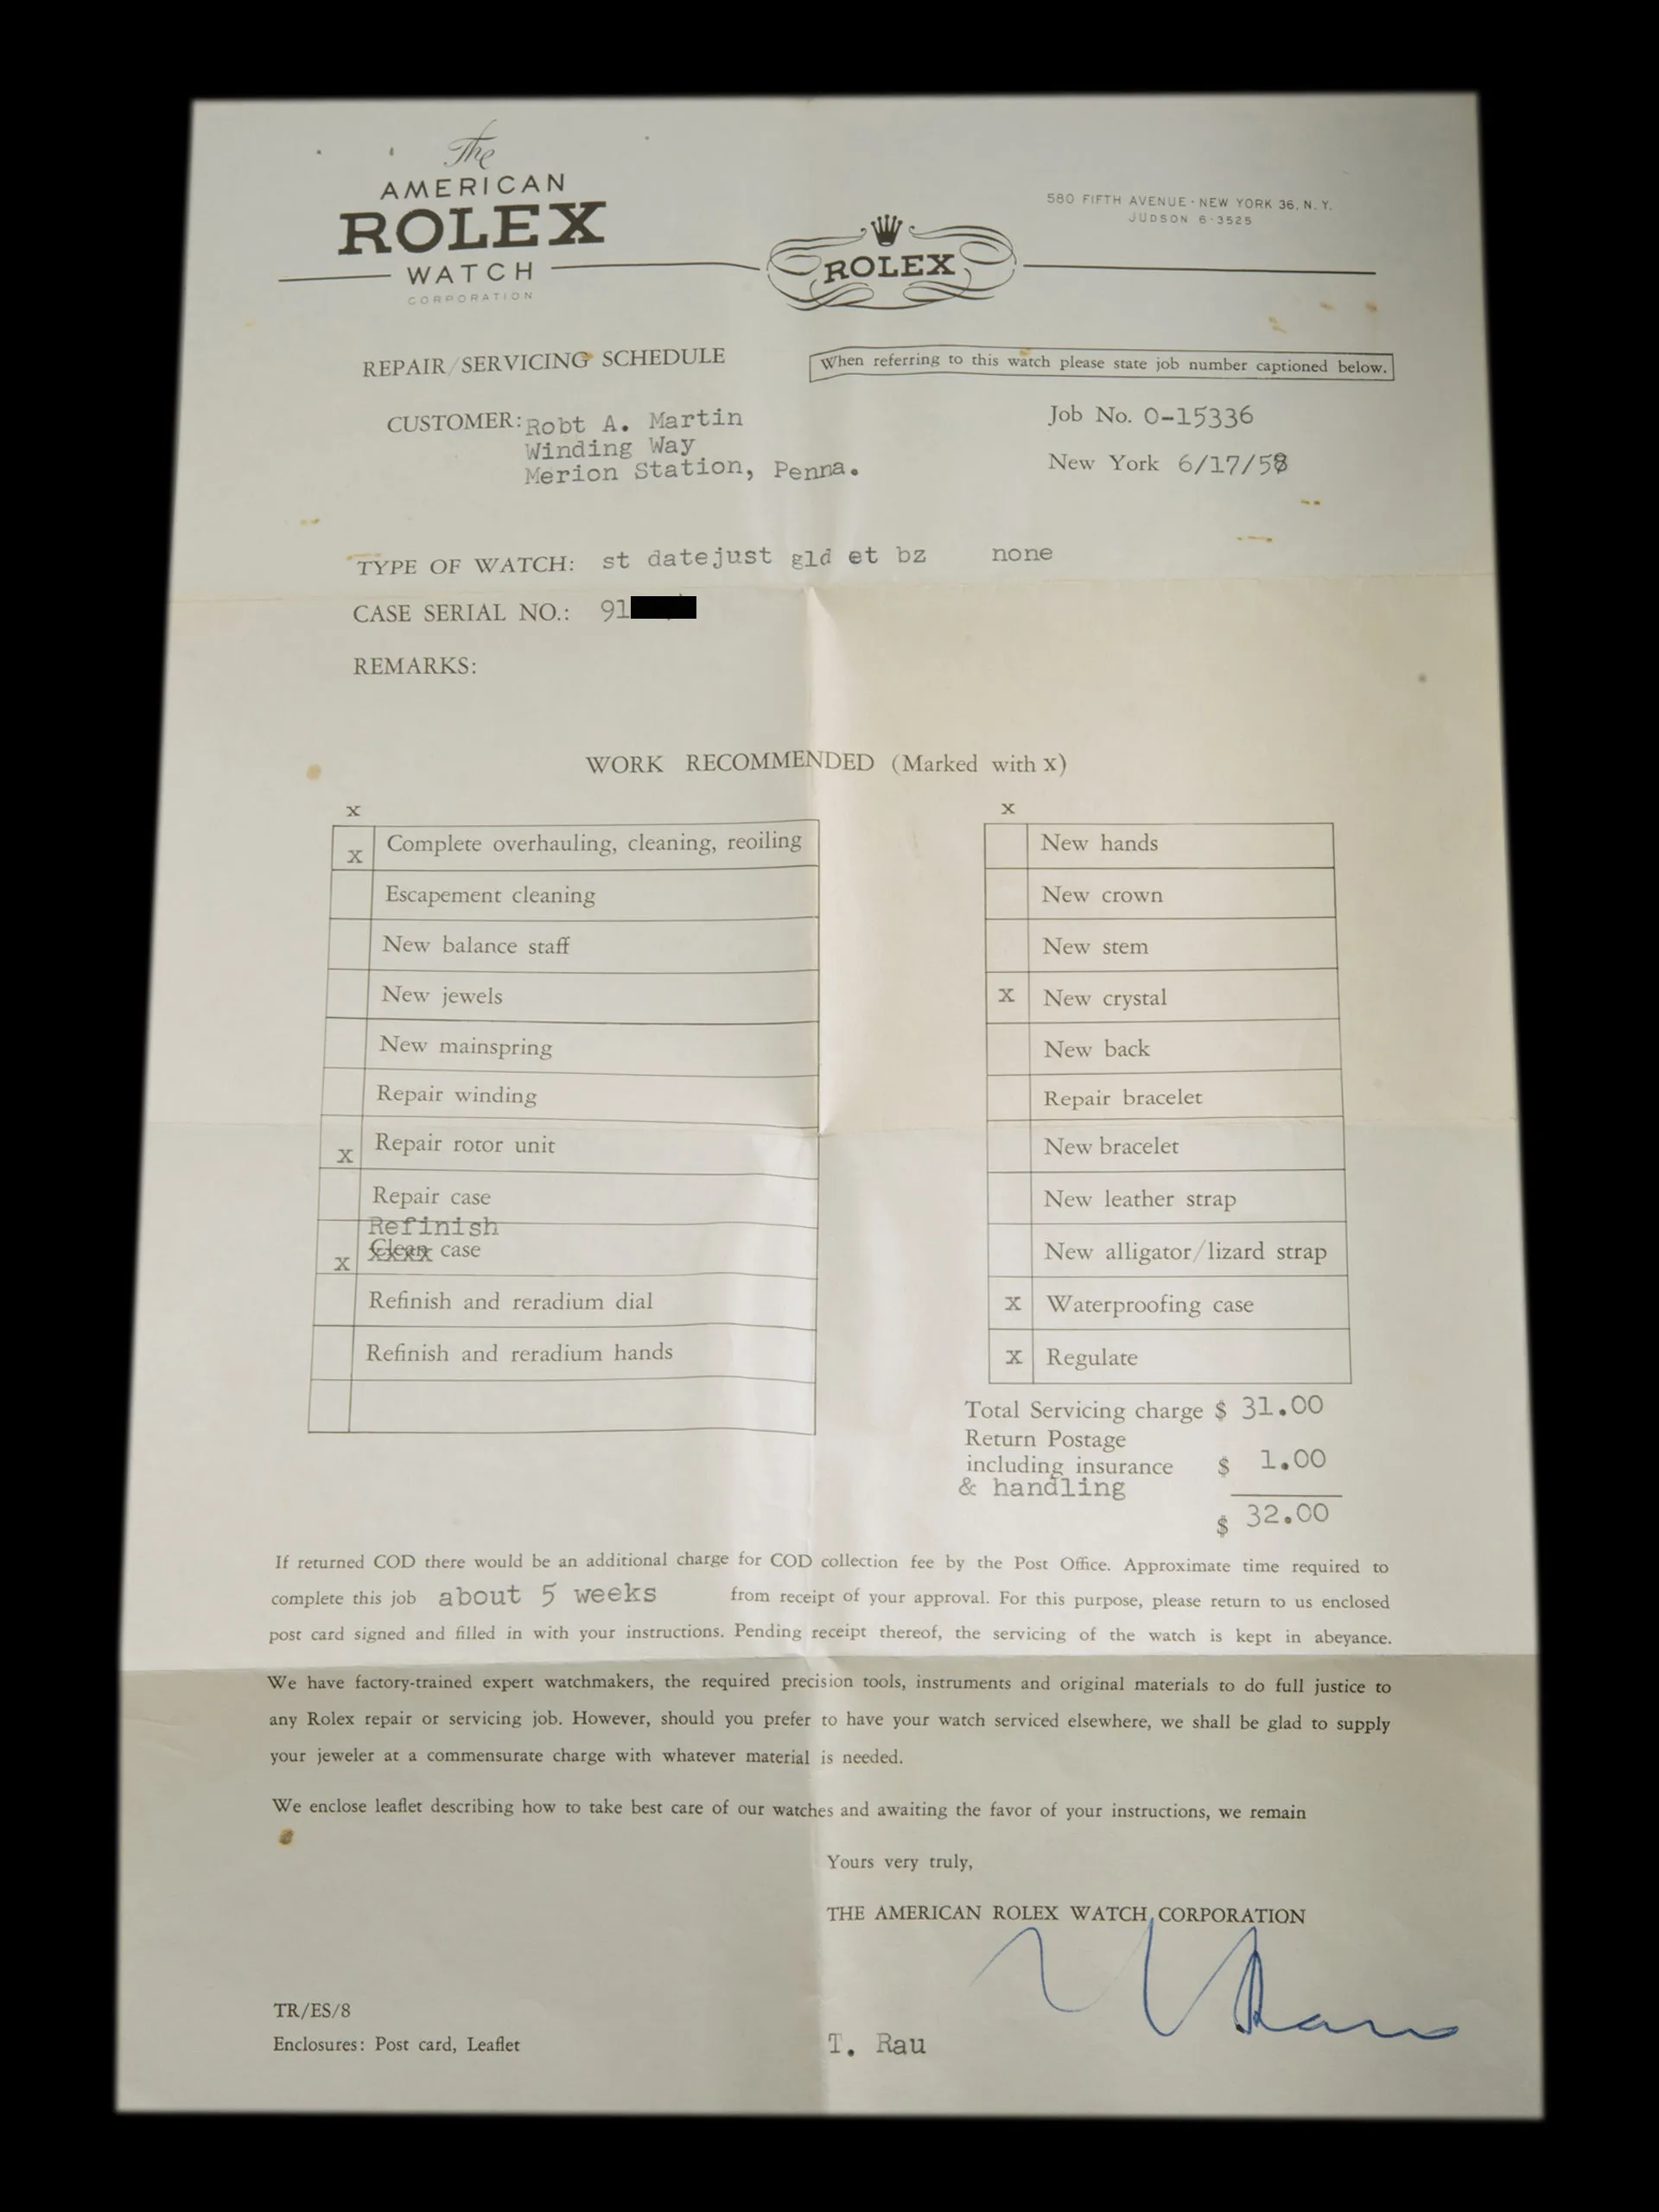 The
AMERICAN
ROLEX
WATCH
CORPORATION
ROLEX
580 FIFTH AVENUE · NEW YORK 36, N. Y.
JUDSON 6-3525
REPAIR/SERVICING SCHEDULE
When referring to this watch please state job number captioned below.
CUSTOMER: Robt A. Martin
Winding Way
Merion Station, Penna.
Job No. O-15336
New York 6/17/58
TYPE OF WATCH: st datejust gld et bz none
CASE SERIAL NO.: 91
REMARKS:
WORK RECOMMENDED (Marked with x)
x
x Complete overhauling, cleaning, reoiling
Escapement cleaning
New balance staff
New jewels
New mainspring
Repair winding
x Repair rotor unit
Repair case
Refinish
x Clean case
Refinish and reradium dial
Refinish and reradium hands
x
New hands
New crown
New stem
x New crystal
New back
Repair bracelet
New bracelet
New leather strap
New alligator/lizard strap
x Waterproofing case
x Regulate
Total Servicing charge $ 31.00
Return Postage
including insurance $ 1.00
& handling
$ 32.00
If returned COD there would be an additional charge for COD collection fee by the Post Office. Approximate time required to
complete this job about 5 weeks from receipt of your approval. For this purpose, please return to us enclosed
post card signed and filled in with your instructions. Pending receipt thereof, the servicing of the watch is kept in abeyance.
We have factory-trained expert watchmakers, the required precision tools, instruments and original materials to do full justice to
any Rolex repair or servicing job. However, should you prefer to have your watch serviced elsewhere, we shall be glad to supply
your jeweler at a commensurate charge with whatever material is needed.
We enclose leaflet describing how to take best care of our watches and awaiting the favor of your instructions, we remain
Yours very truly,
THE AMERICAN ROLEX WATCH CORPORATION
TR/ES/8
Enclosures: Post card, Leaflet
T. Rau